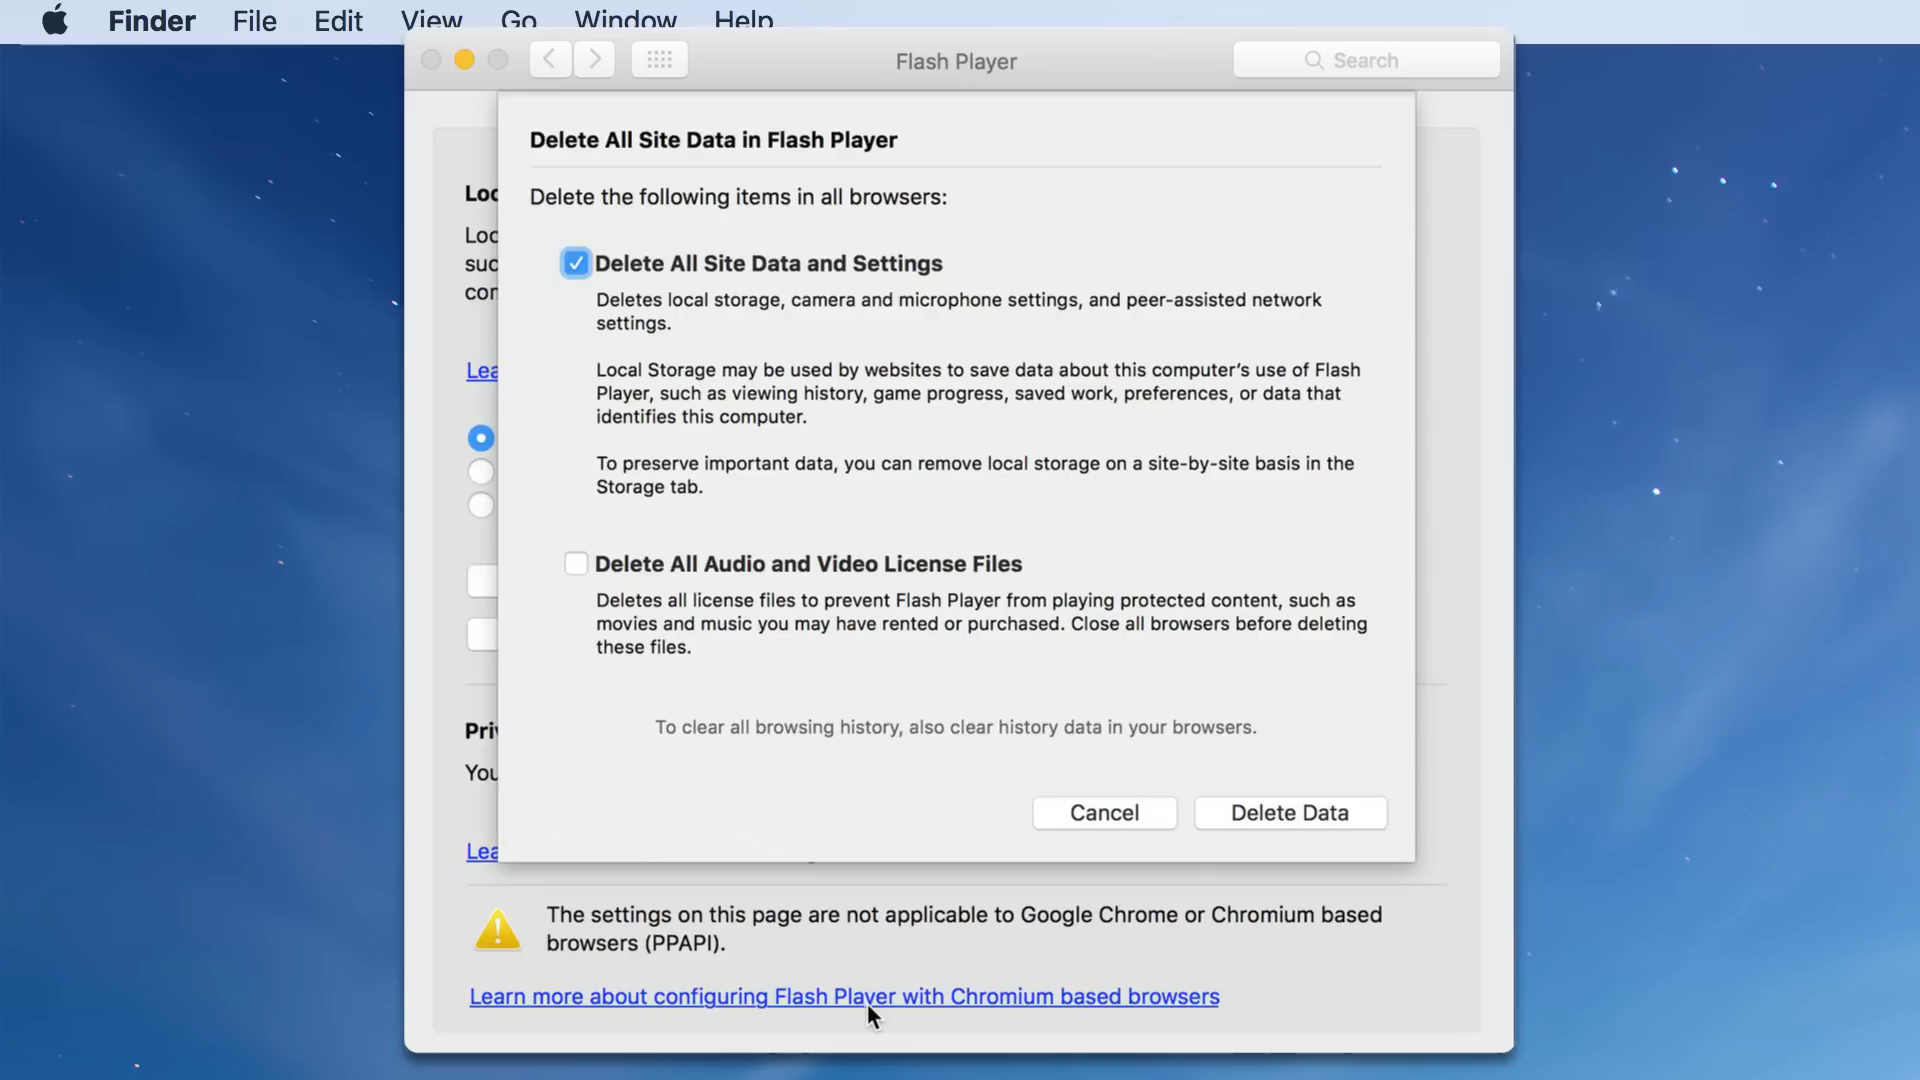 Finder File Edit View Go Window Help
Flash Player
Search
Delete All Site Data in Flash Player
Delete the following items in all browsers:
Loc
Loc
suc
con
Lea
Delete All Site Data and Settings
Deletes local storage, camera and microphone settings, and peer-assisted network
settings.
Local Storage may be used by websites to save data about this computer's use of Flash
Player, such as viewing history, game progress, saved work, preferences, or data that
identifies this computer.
To preserve important data, you can remove local storage on a site-by-site basis in the
Storage tab.
Delete All Audio and Video License Files
Deletes all license files to prevent Flash Player from playing protected content, such as
movies and music you may have rented or purchased. Close all browsers before deleting
these files.
Priv
You
To clear all browsing history, also clear history data in your browsers.
Cancel Delete Data
Lea
The settings on this page are not applicable to Google Chrome or Chromium based
browsers (PPAPI).
Learn more about configuring Flash Player with Chromium based browsers